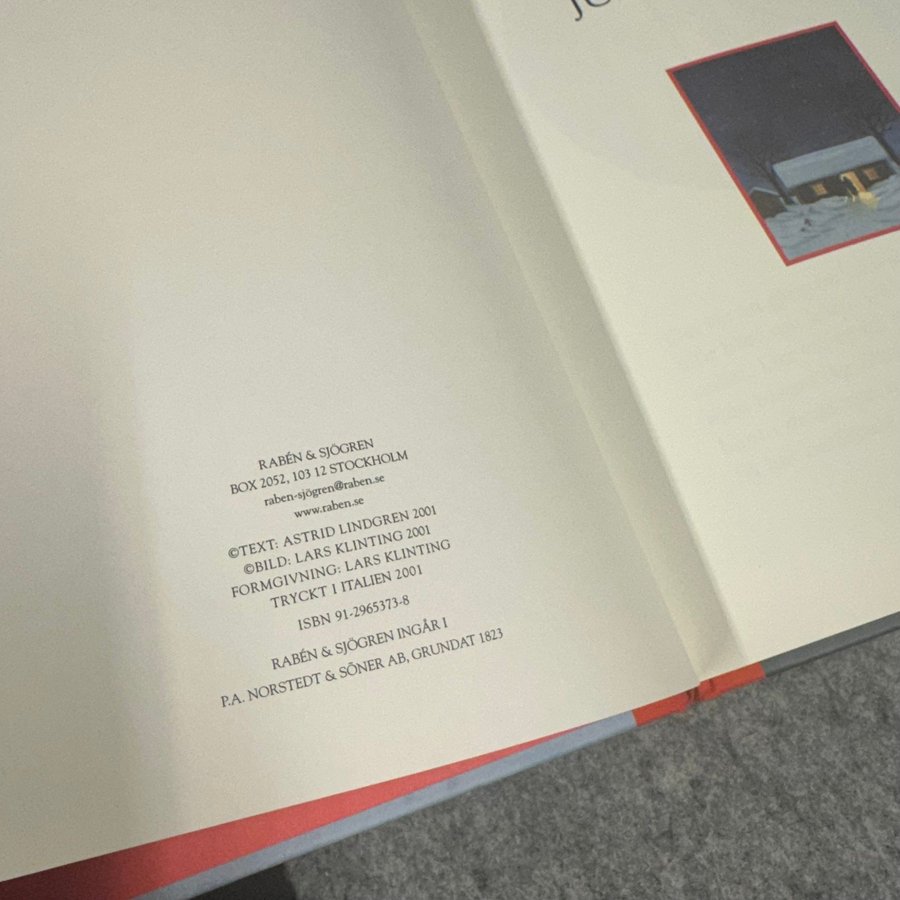 RABÉN & SJÖGREN
BOX 2052, 103 12 STOCKHOLM
raben-sjögren@raben.se
www.raben.se
©TEXT: ASTRID LINDGREN 2001
©BILD: LARS KLINTING 2001
FORMGIVNING: LARS KLINTING
TRYCKT I ITALIEN 2001
ISBN 91-2965373-8
RABÉN & SJÖGREN INGÅR I
P.A. NORSTEDT & SÖNER AB, GRUNDAT 1823